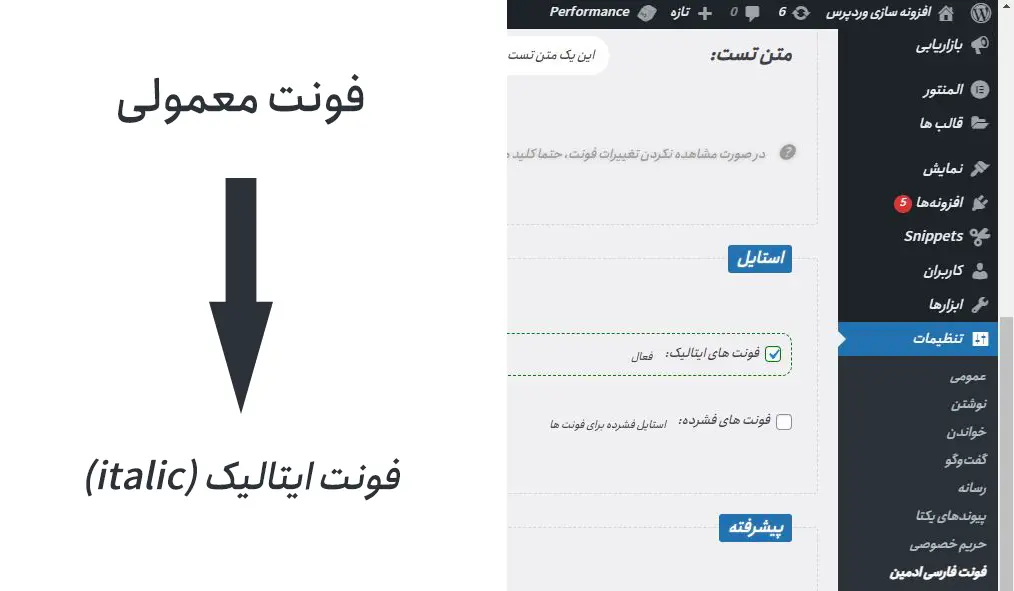 افزونه سازی وردپرس 6 0 تازه Performance
بازاریابی
المنتور
قالب ها
نمایش
افزونه‌ها 5
Snippets
کاربران
ابزارها
تنظیمات
عمومی
نوشتن
خواندن
گفت‌وگو
رسانه
پیوندهای یکتا
حریم خصوصی
فونت فارسی ادمین
متن تست:
این یک متن تست
در صورت مشاهده نکردن تغییرات فونت، حتما کلید
استایل
فونت های ایتالیک: فعال
فونت های فشرده: استایل فشرده برای فونت ها
پیشرفته
فونت معمولی
فونت ایتالیک (italic)